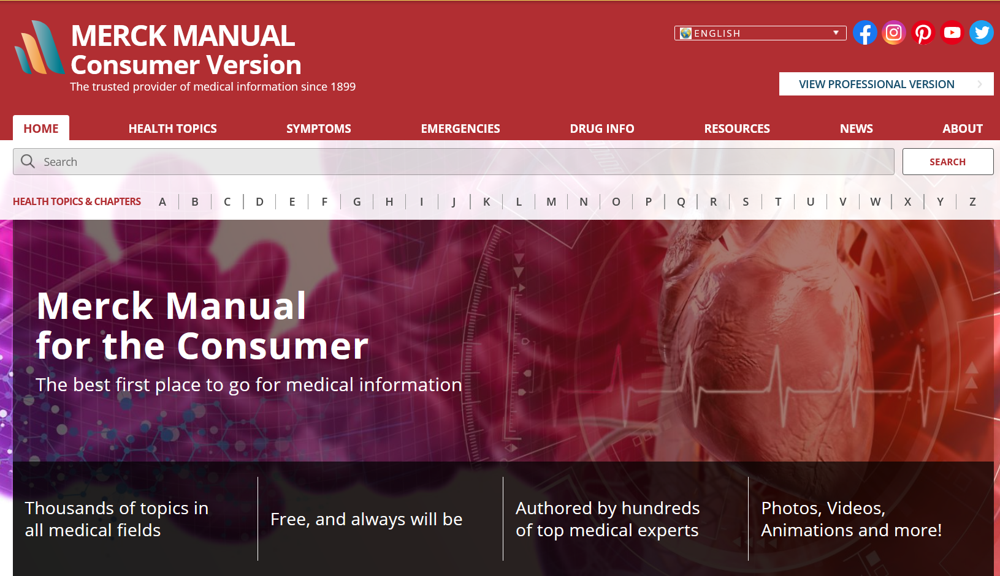 MERCK MANUAL
Consumer Version
The trusted provider of medical information since 1899
ENGLISH
VIEW PROFESSIONAL VERSION
HOME HEALTH TOPICS SYMPTOMS EMERGENCIES DRUG INFO RESOURCES NEWS ABOUT
Search SEARCH
HEALTH TOPICS & CHAPTERS A B C D E F G H I J K L M N O P Q R S T U V W X Y Z
Merck Manual
for the Consumer
The best first place to go for medical information
Thousands of topics in
all medical fields
Free, and always will be
Authored by hundreds
of top medical experts
Photos, Videos,
Animations and more!